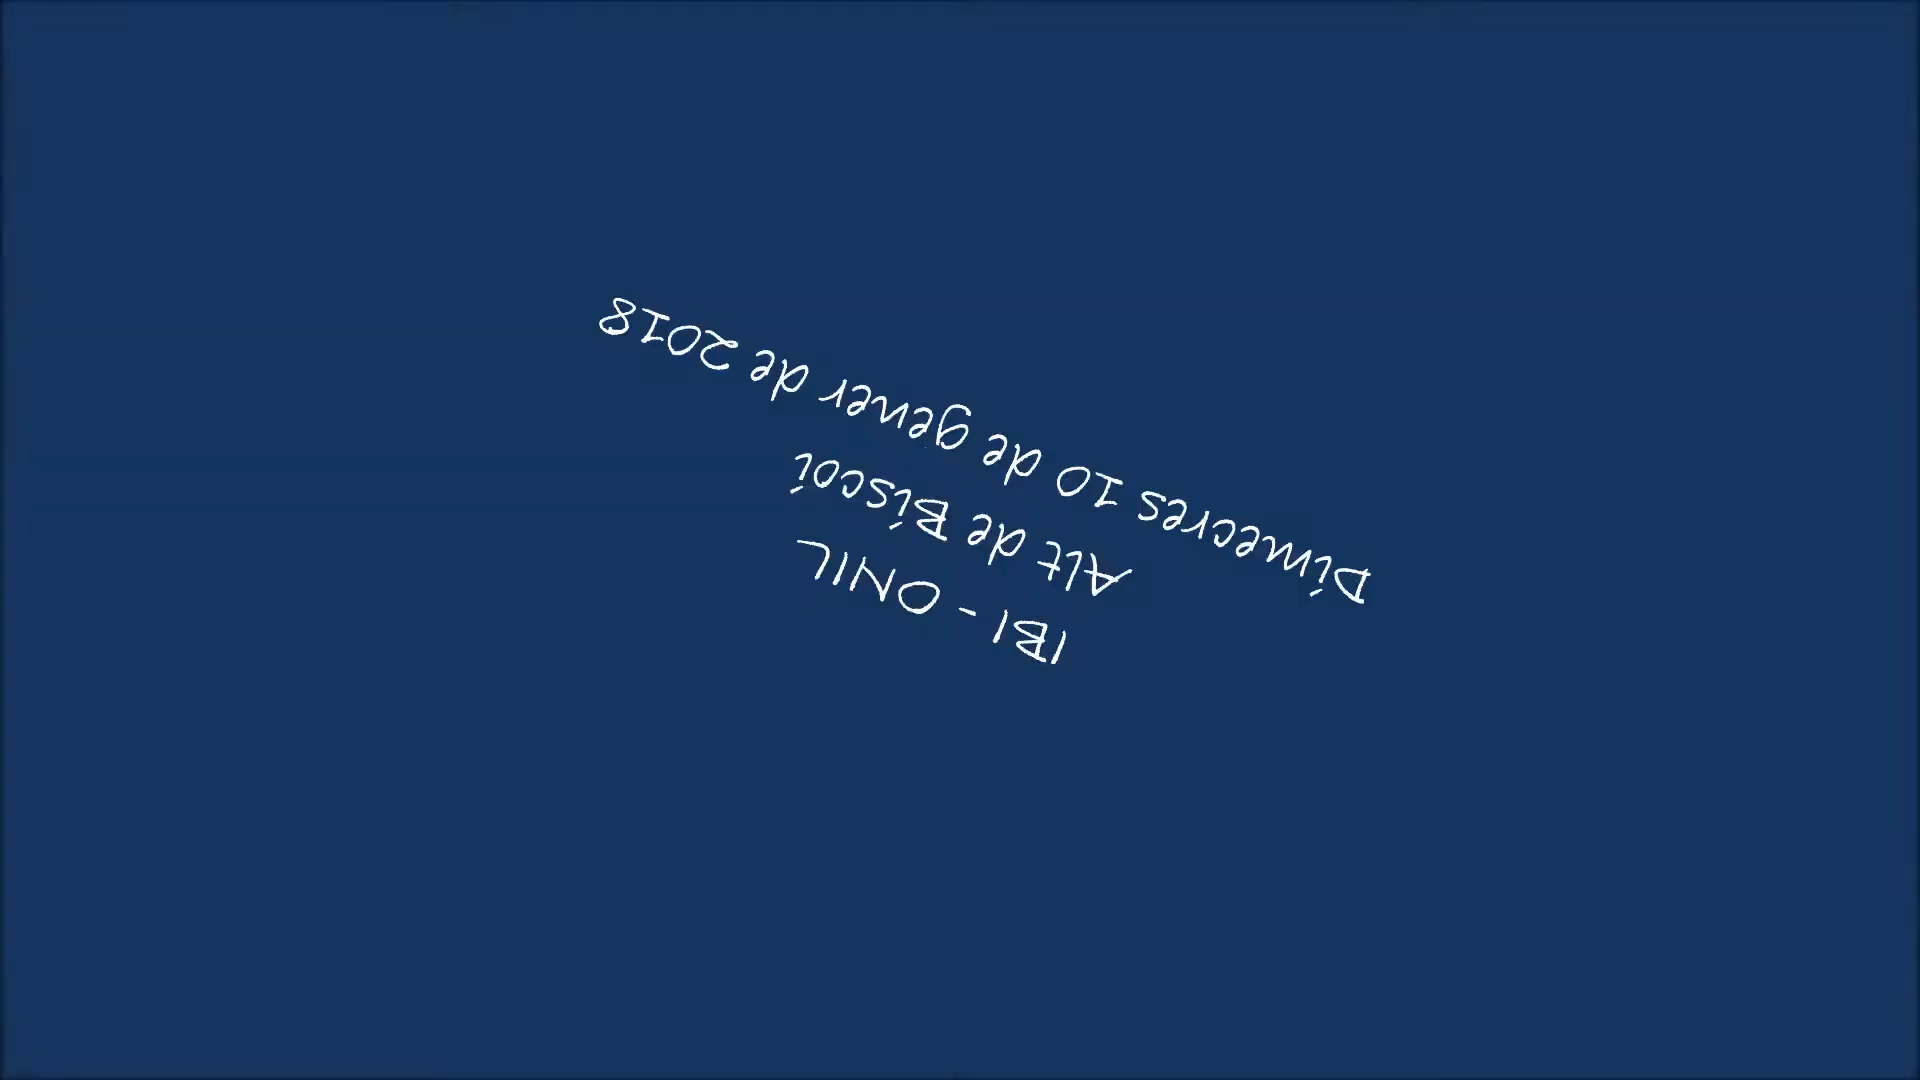 IBI - ONIL
Alt de Biscoi
Dimecres 10 de gener de 2018